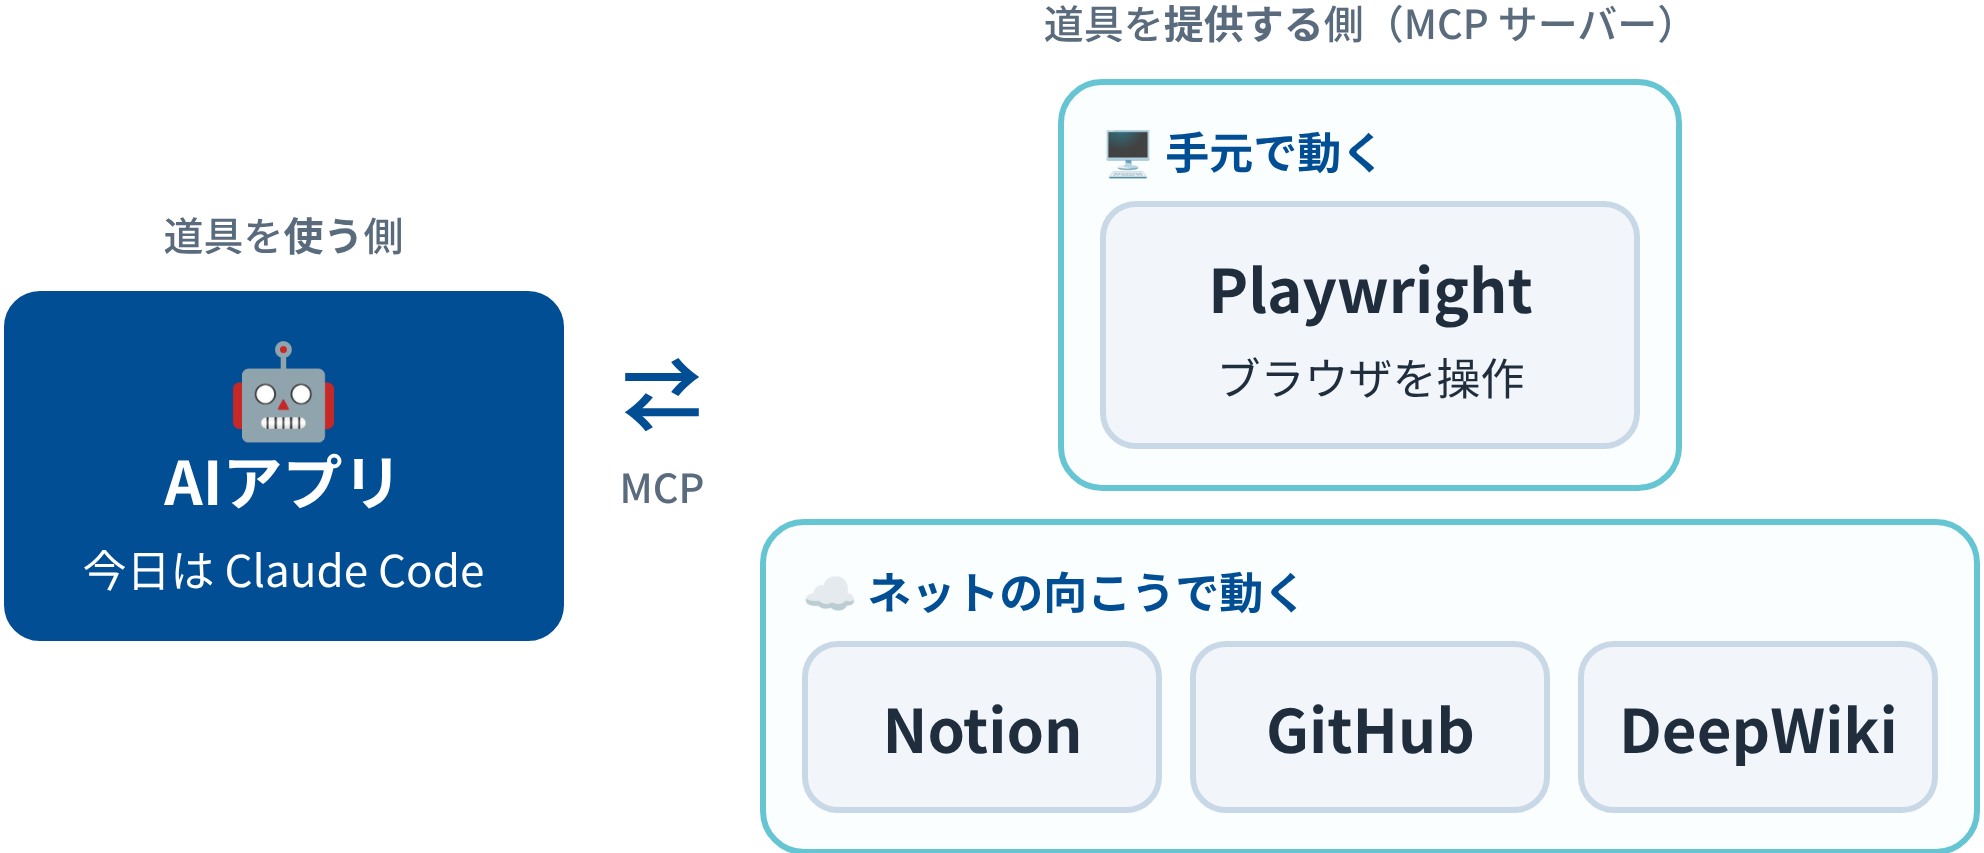 道具を提供する側（MCP サーバー）
🖥️ 手元で動く
Playwright
ブラウザを操作
道具を使う側
🤖
AIアプリ
今日は Claude Code
⇄
MCP
☁️ ネットの向こうで動く
Notion
GitHub
DeepWiki